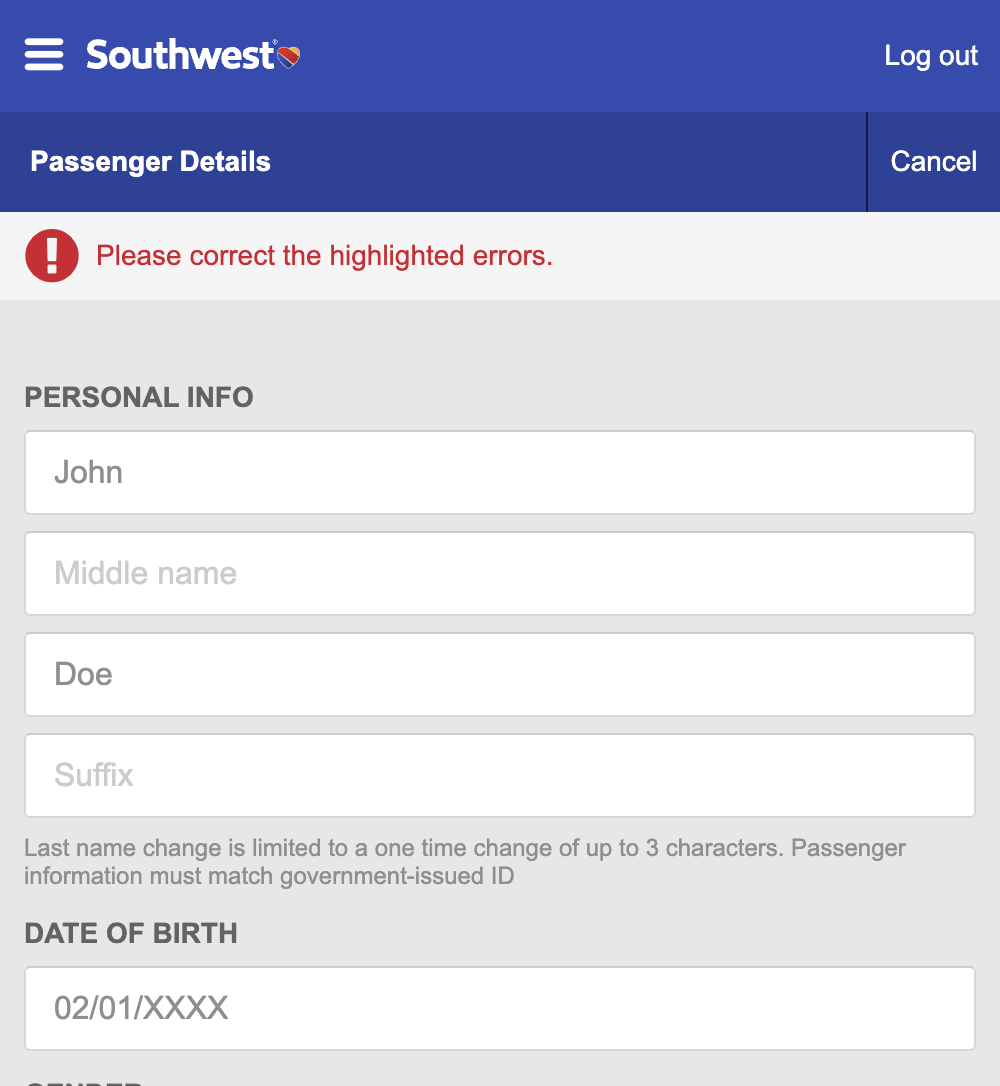 Southwest®
Log out
Passenger Details
Cancel
Please correct the highlighted errors.
PERSONAL INFO
John
Middle name
Doe
Suffix
Last name change is limited to a one time change of up to 3 characters. Passenger
information must match government-issued ID
DATE OF BIRTH
02/01/XXXX
GENDER